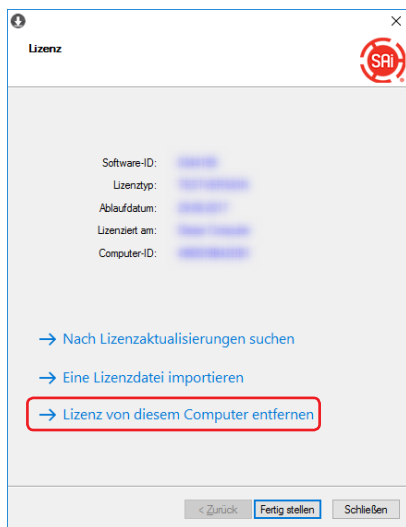 Lizenz
SAi
Software-ID:
Lizenztyp:
Ablaufdatum:
Lizenziert am:
Computer-ID:
Nach Lizenzaktualisierungen suchen
Eine Lizenzdatei importieren
Lizenz von diesem Computer entfernen
< Zurück Fertig stellen Schließen